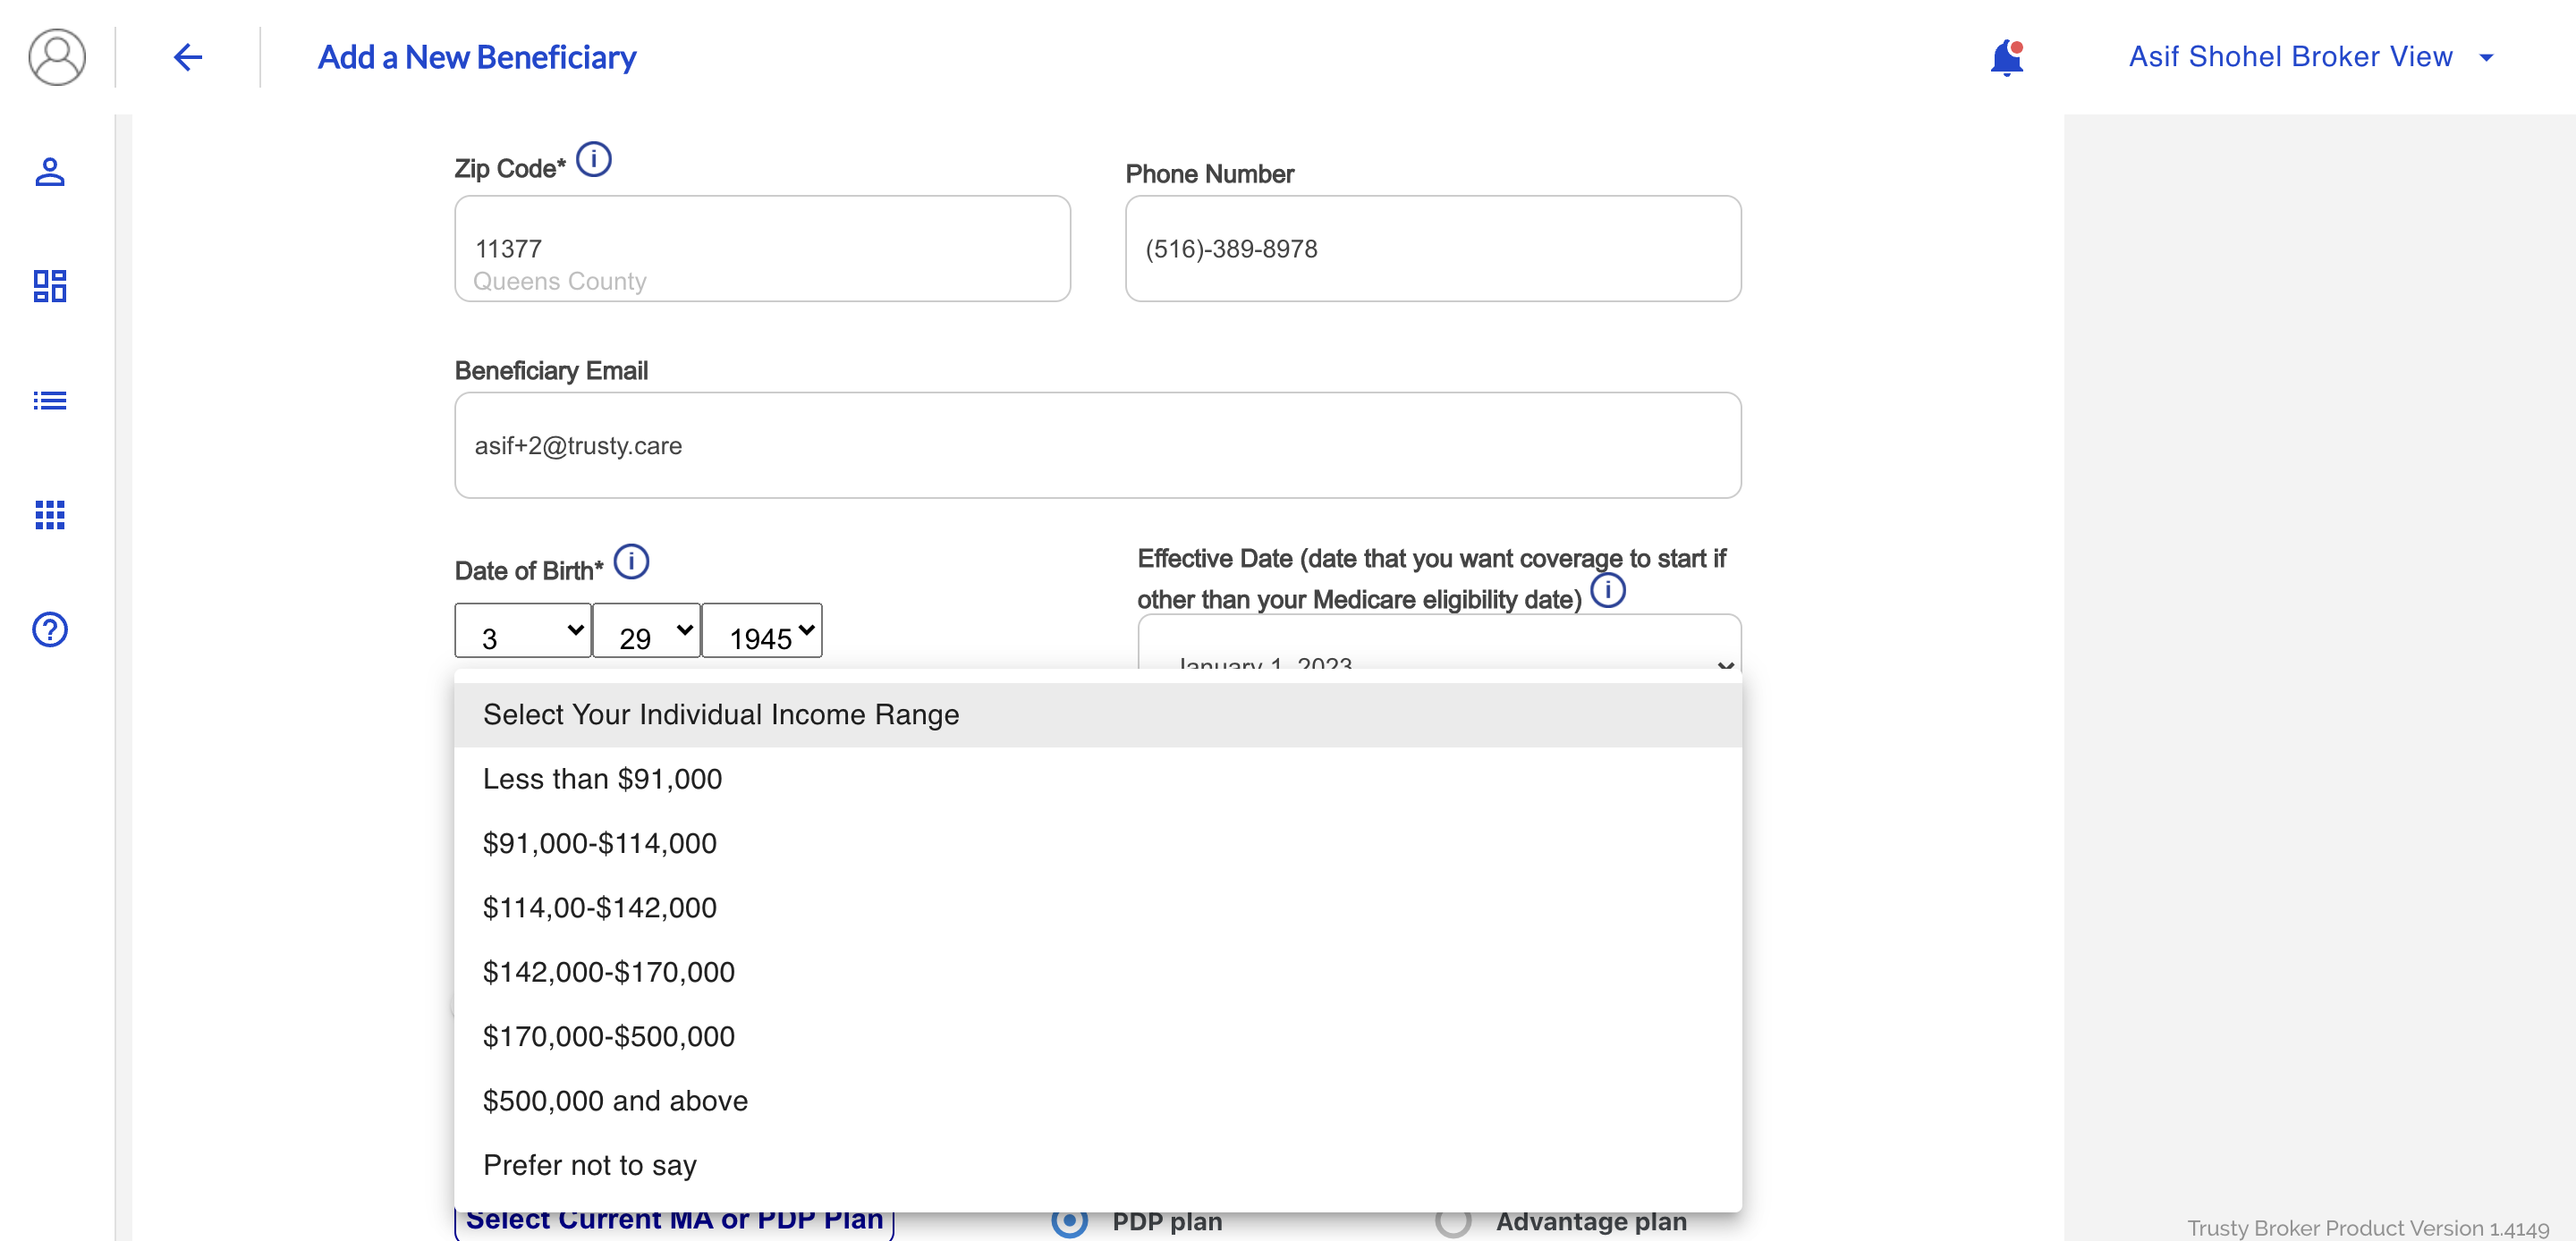 Add a New Beneficiary
Asif Shohel Broker View
Zip Code*
Phone Number
11377
Queens County
(516)-389-8978
Beneficiary Email
asif+2@trusty.care
Date of Birth*
Effective Date (date that you want coverage to start if
other than your Medicare eligibility date)
3 29 1945
January 1, 2023
Select Your Individual Income Range
Less than $91,000
$91,000-$114,000
$114,00-$142,000
$142,000-$170,000
$170,000-$500,000
$500,000 and above
Prefer not to say
Select Current MA or PDP Plan
PDP plan
Advantage plan
Trusty Broker Product Version 1.4149